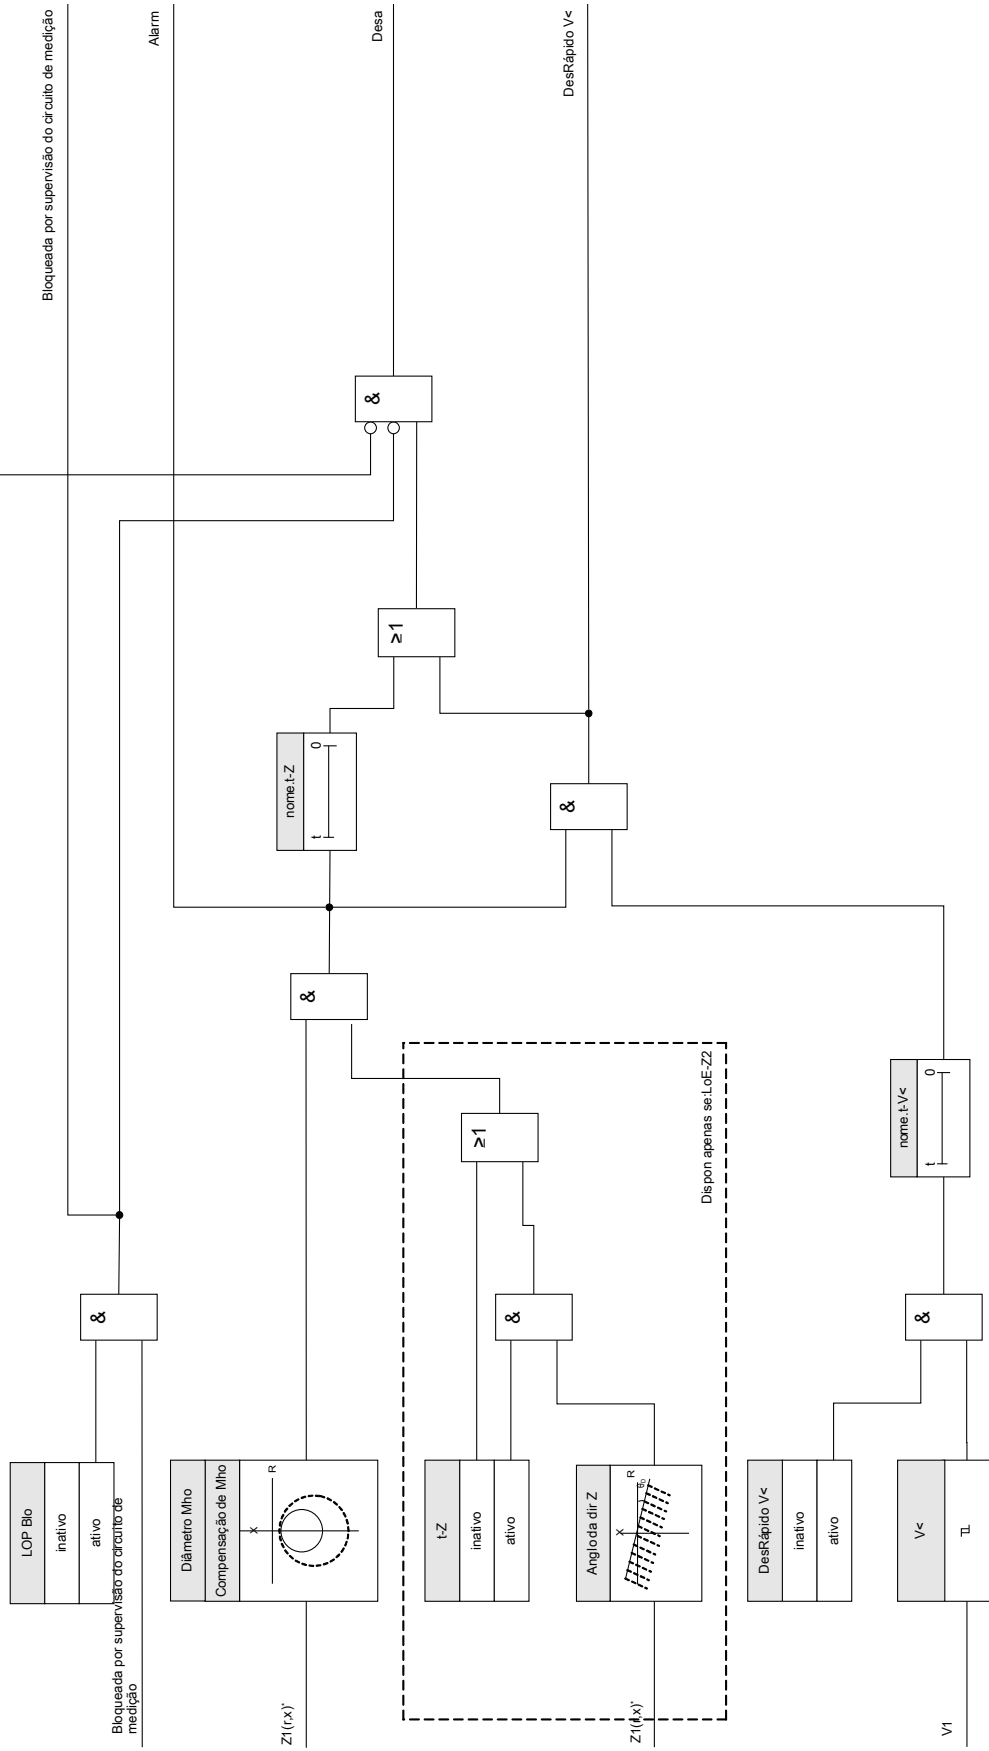 Bloqueada por supervisão do circuito de medição
Alarm
Desa
DesRápido V<
&
≥1
nome.t-Z
t
0
&
&
Dispon apenas se:LoE-Z2
≥1
nome.t-V<
t
0
&
&
&
LOP Blo
inativo
ativo
Bloqueada por supervisão do circuito de
medição
Diâmetro Mho
Compensação de Mho
X
R
Z1(r,x)'
t-Z
inativo
ativo
Angloda dir Z
X
R
Z1(r,x)'
DesRápido V<
inativo
ativo
V<
V1